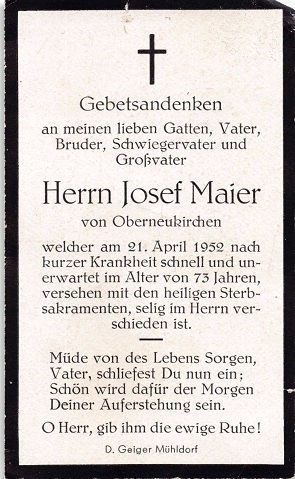 Gebetsandenken
an meinen lieben Gatten, Vater,
Bruder, Schwiegervater und
Großvater
Herrn Josef Maier
von Oberneukirchen
welcher am 21. April 1952 nach
kurzer Krankheit schnell und un-
erwartet im Alter von 73 Jahren,
versehen mit den heiligen Sterb-
sakramenten, selig im Herrn ver-
schieden ist.
Müde von des Lebens Sorgen,
Vater, schliefest Du nun ein;
Schön wird dafür der Morgen
Deiner Auferstehung sein.
O Herr, gib ihm die ewige Ruhe!
D. Geiger Mühldorf